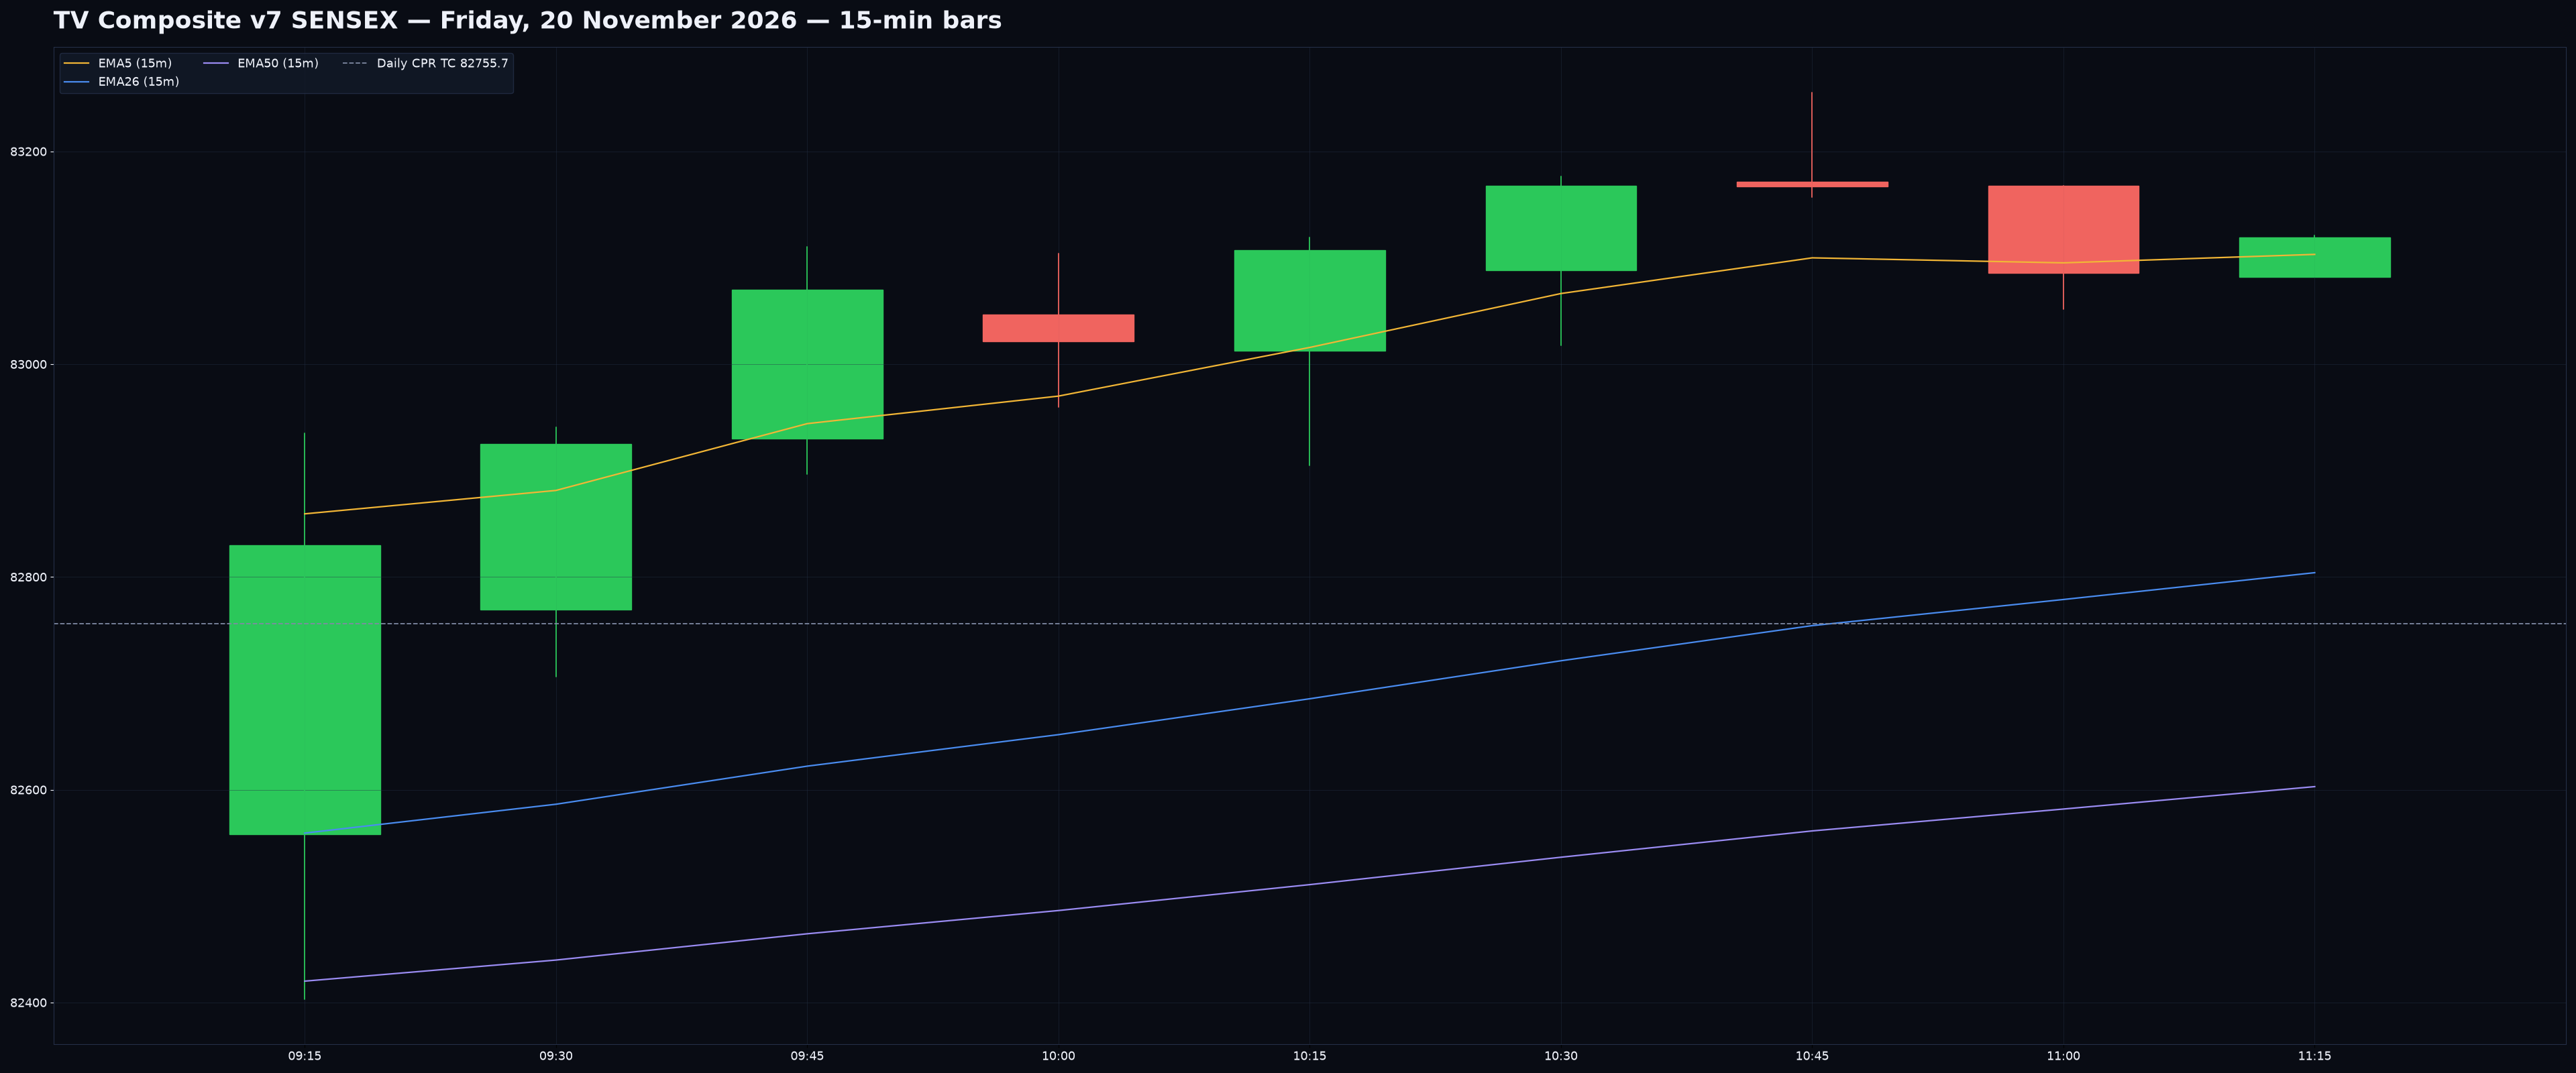 TV Composite v7 SENSEX — Friday, 20 November 2026 — 15-min bars
EMA5 (15m) EMA50 (15m) Daily CPR TC 82755.7
EMA26 (15m)
83200
83000
82800
82600
82400
09:15 09:30 09:45 10:00 10:15 10:30 10:45 11:00 11:15